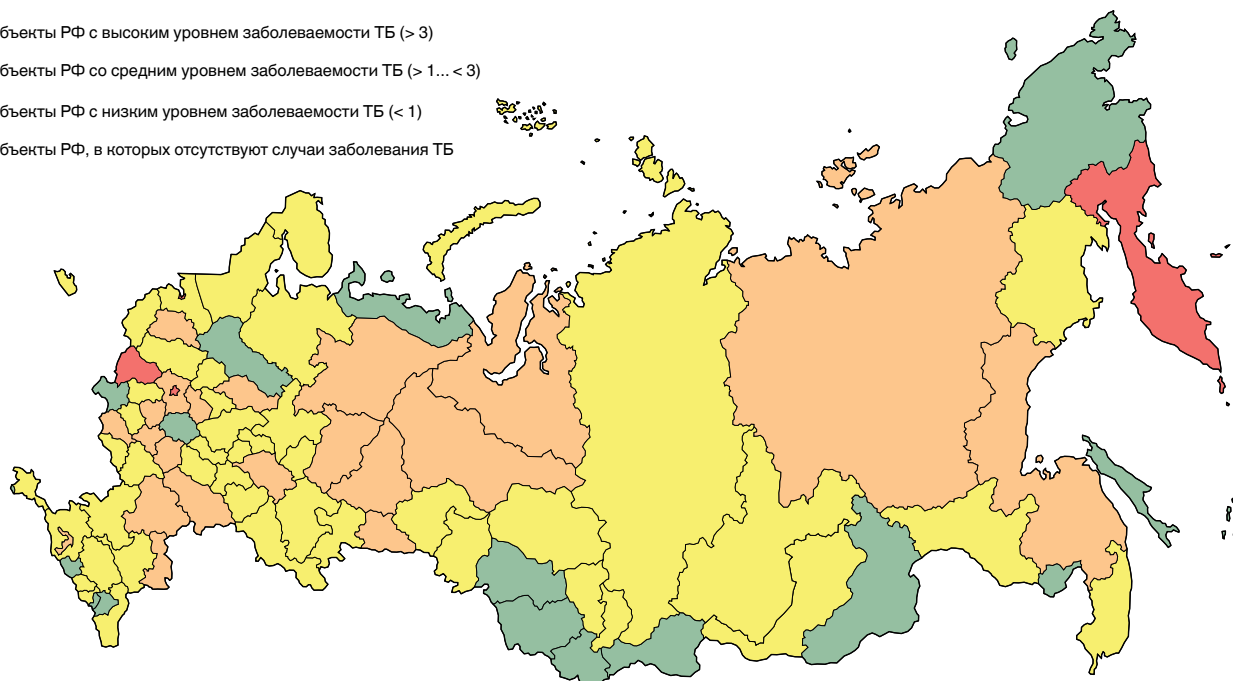 бъекты РФ с высоким уровнем заболеваемости ТБ (> 3)
бъекты РФ со средним уровнем заболеваемости ТБ (> 1... < 3)
бъекты РФ с низким уровнем заболеваемости ТБ (< 1)
бъекты РФ, в которых отсутствуют случаи заболевания ТБ